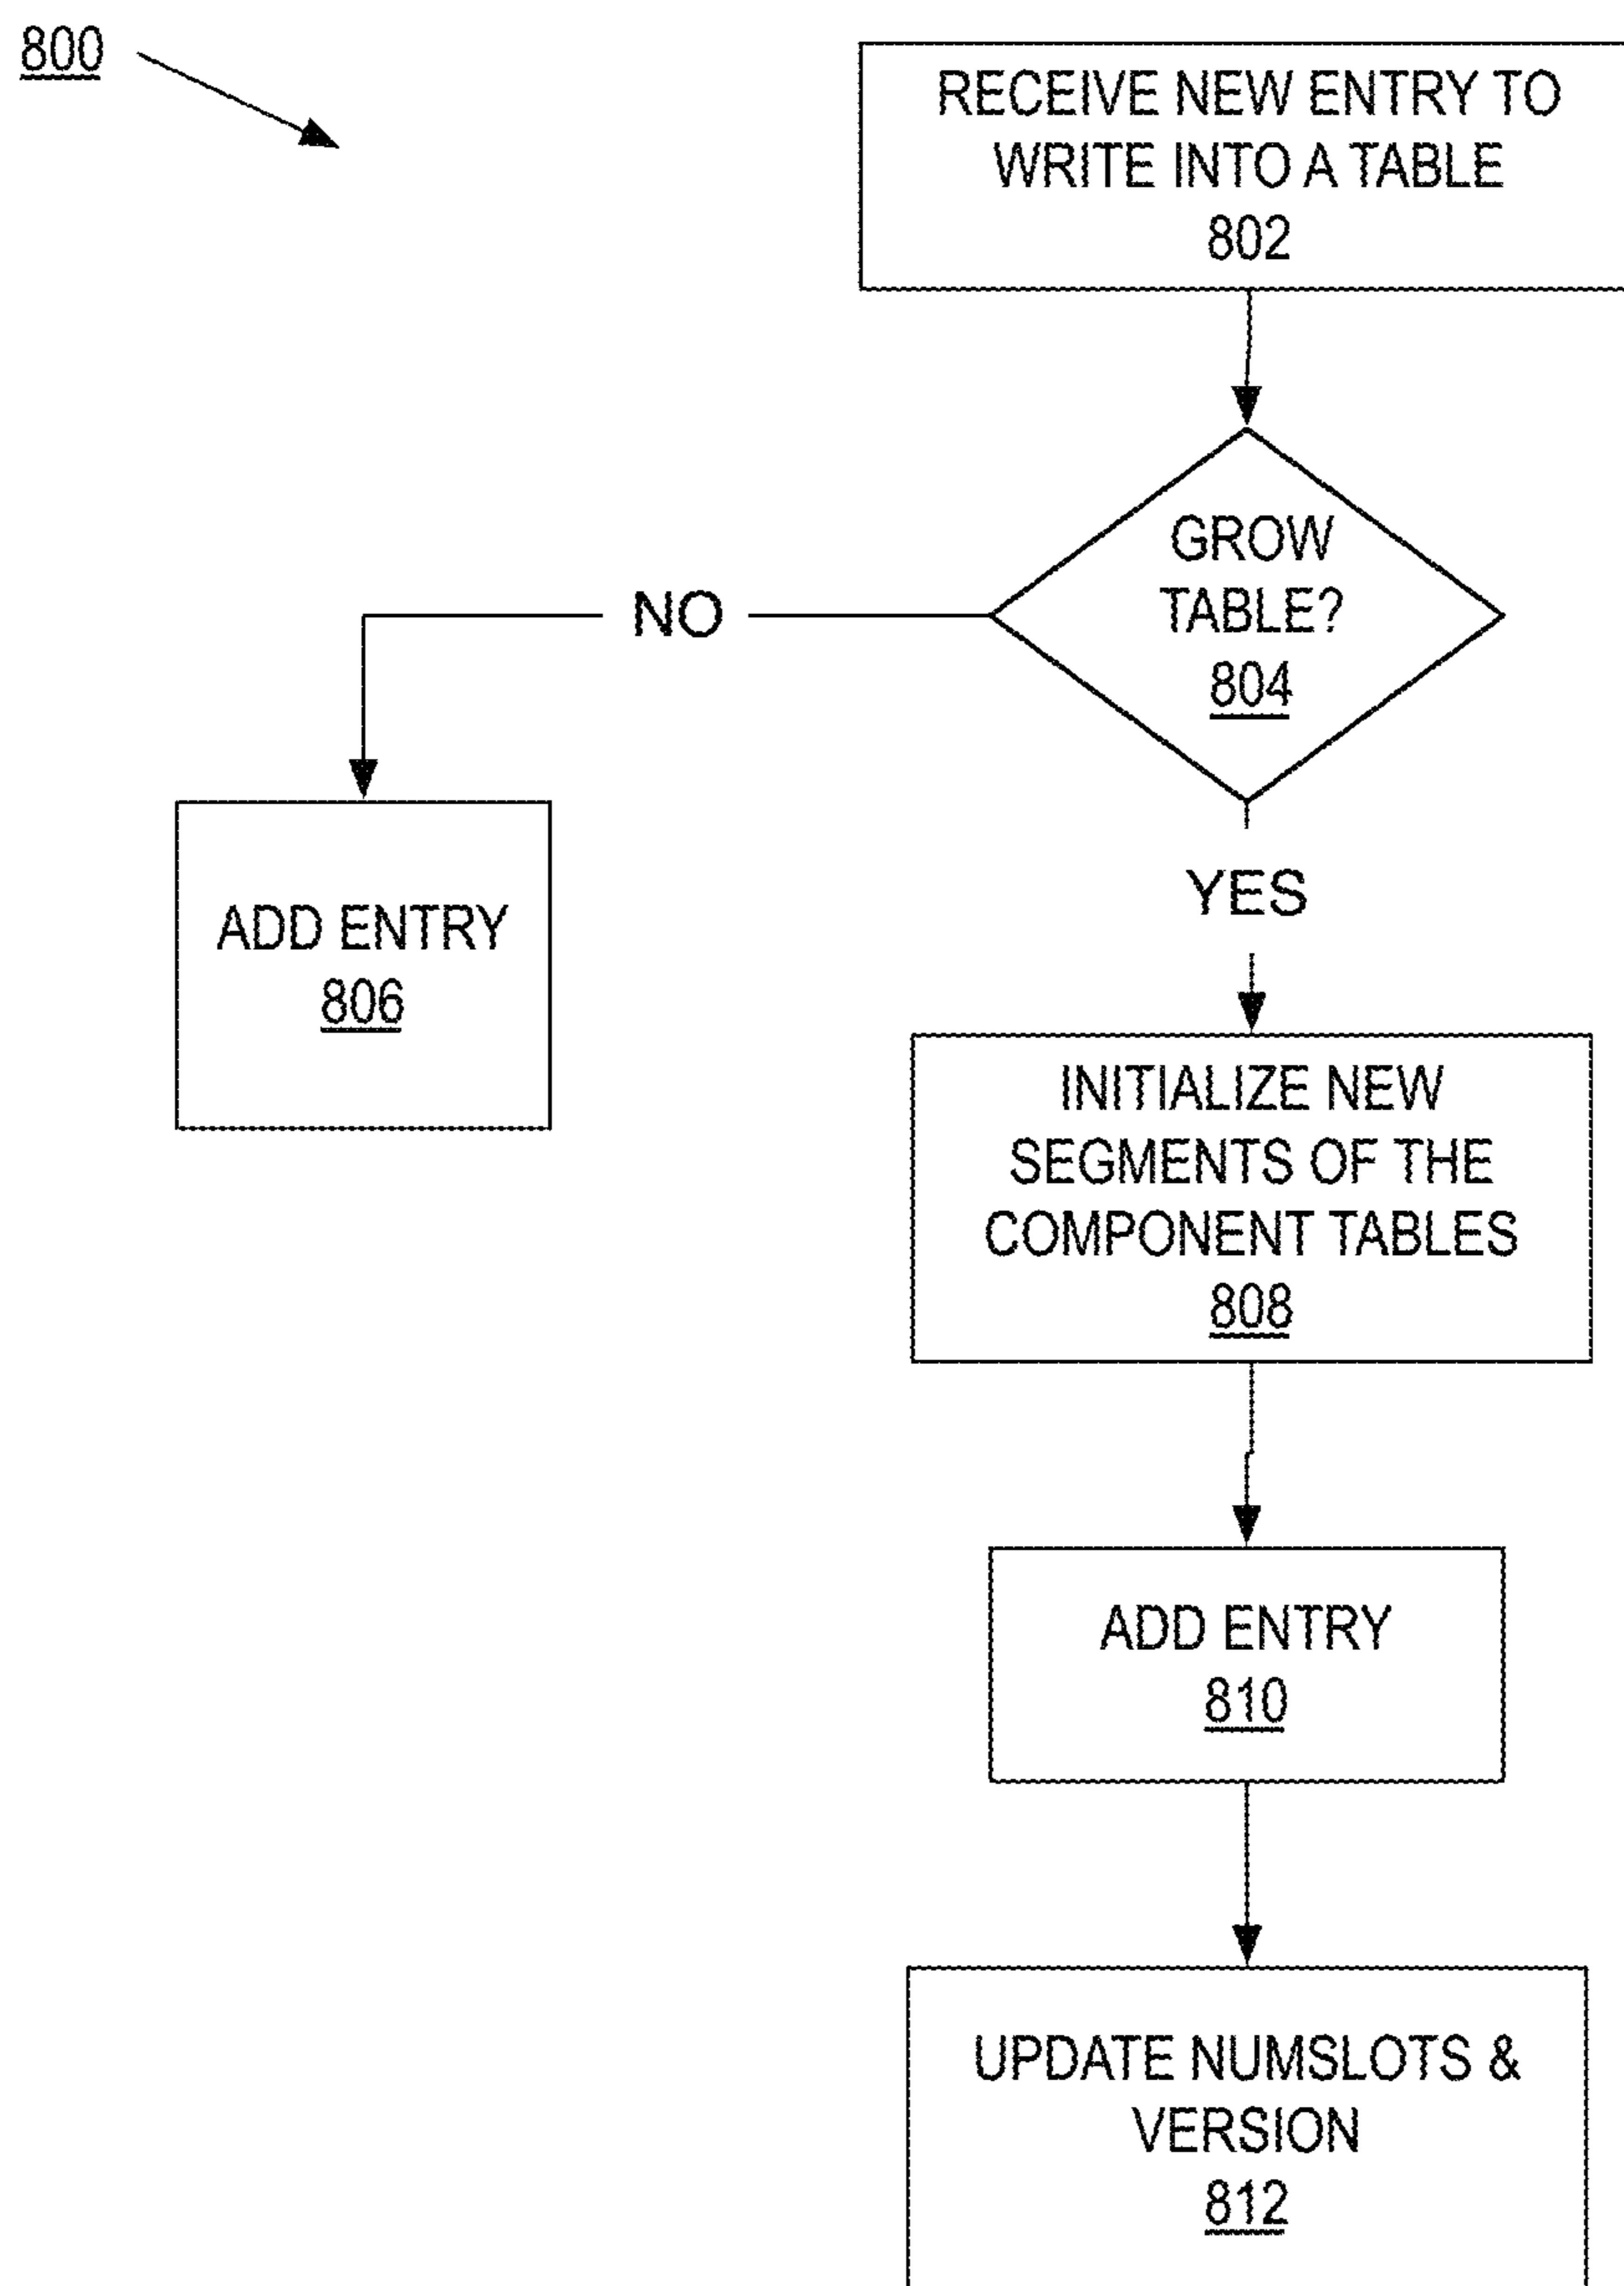 800
RECEIVE NEW ENTRY TO
WRITE INTO A TABLE
802
GROW
TABLE?
804
NO
YES
ADD ENTRY
806
INITIALIZE NEW
SEGMENTS OF THE
COMPONENT TABLES
808
ADD ENTRY
810
UPDATE NUMSLOTS &
VERSION
812